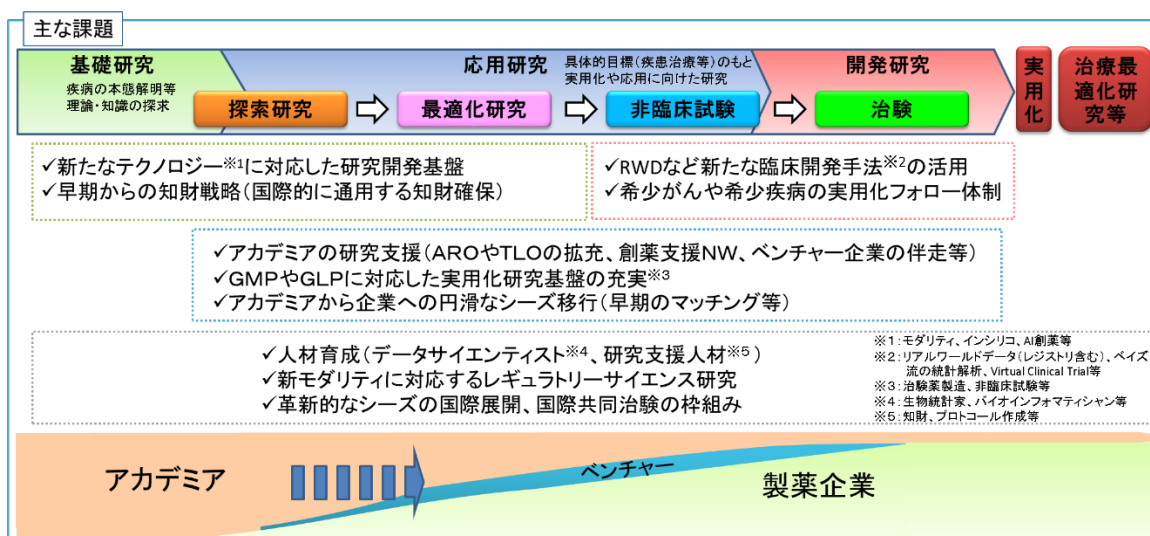 主な課題
基礎研究
疾病の本態解明等
理論・知識の探求
応用研究
具体的目標(疾患治療等)のもと
実用化や応用に向けた研究
開発研究
探索研究
最適化研究
非臨床試験
治験
実用化
治療最適化研究等
✓新たなテクノロジー※1に対応した研究開発基盤
✓早期からの知財戦略(国際的に通用する知財確保)
✓RWDなど新たな臨床開発手法※2の活用
✓希少がんや希少疾病の実用化フォロー体制
✓アカデミアの研究支援(AROやTLOの拡充、創薬支援NW、ベンチャー企業の伴走等)
✓GMPやGLPに対応した実用化研究基盤の充実※3
✓アカデミアから企業への円滑なシーズ移行(早期のマッチング等)
✓人材育成(データサイエンティスト※4、研究支援人材※5)
✓新モダリティに対応するレギュラトリーサイエンス研究
✓革新的なシーズの国際展開、国際共同治験の枠組み
※1:モダリティ、インシリコ、AI創薬等
※2:リアルワールドデータ(レジストリ含む)、ベイズ
流の統計解析、Virtual Clinical Trial等
※3:治験薬製造、非臨床試験等
※4:生物統計家、バイオインフォマティシャン等
※5:知財、プロトコール作成等
アカデミア
ベンチャー
製薬企業